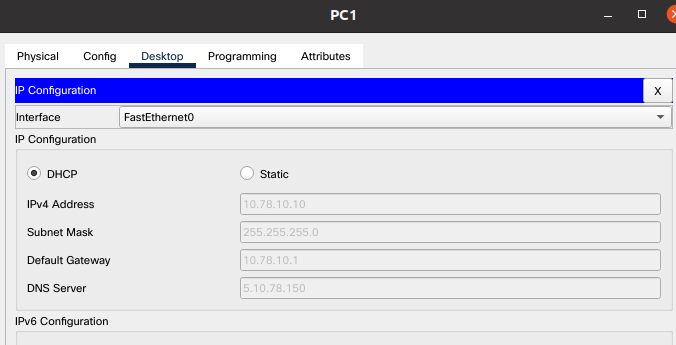 PC1
Physical Config Desktop Programming Attributes
IP Configuration X
Interface FastEthernet0
IP Configuration
DHCP Static
IPv4 Address 10.78.10.10
Subnet Mask 255.255.255.0
Default Gateway 10.78.10.1
DNS Server 5.10.78.150
IPv6 Configuration